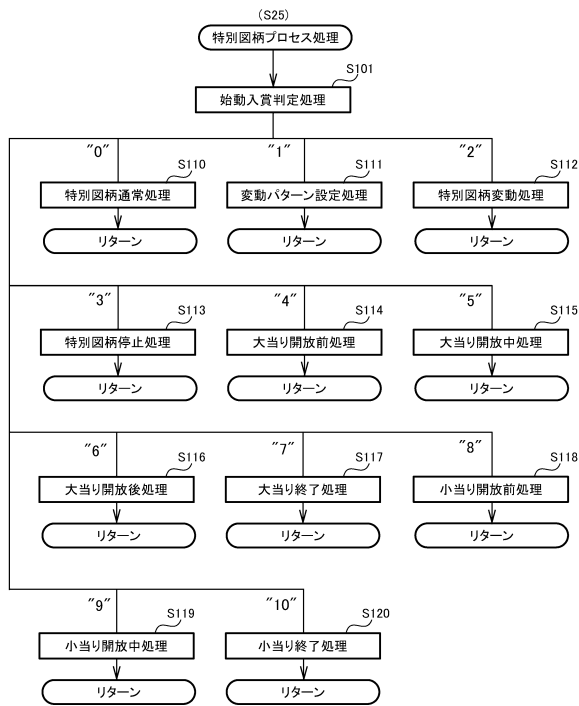 (S25)
特別図柄プロセス処理
S101
始動入賞判定処理
"0"
"1"
"2"
S110
S111
S112
特別図柄通常処理
変動パターン設定処理
特別図柄変動処理
リターン
リターン
リターン
"3"
"4"
"5"
S113
S114
S115
特別図柄停止処理
大当り開放前処理
大当り開放中処理
リターン
リターン
リターン
"6"
"7"
"8"
S116
S117
S118
大当り開放後処理
大当り終了処理
小当り開放前処理
リターン
リターン
リターン
"9"
"10"
S119
S120
小当り開放中処理
小当り終了処理
リターン
リターン